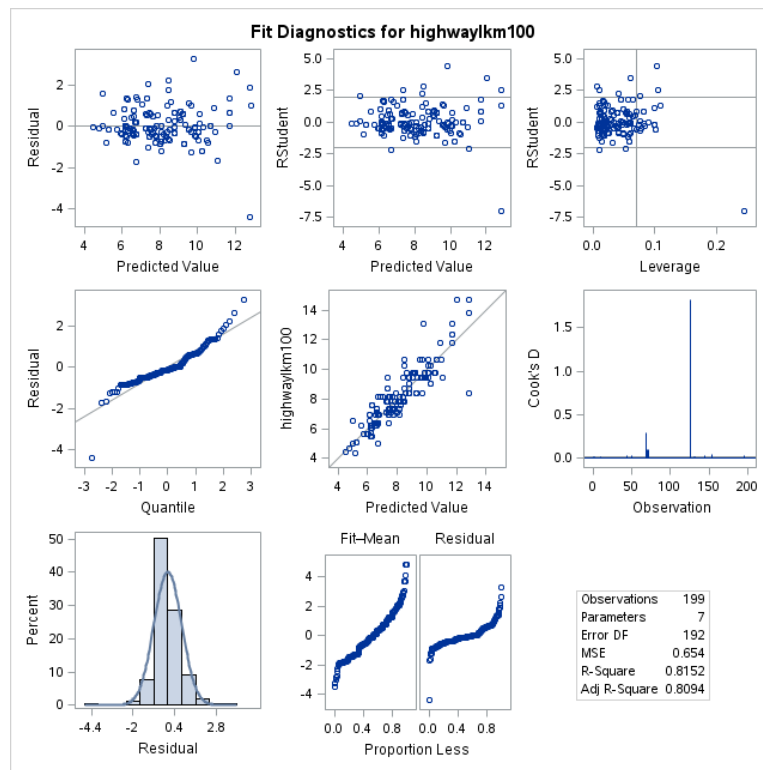 Fit Diagnostics for highwaylkm100
Residual
2
0
-2
-4
4 6 8 10 12
Predicted Value
RStudent
5.0
2.5
0.0
-2.5
-5.0
-7.5
4 6 8 10 12
Predicted Value
RStudent
5.0
2.5
0.0
-2.5
-5.0
-7.5
0.0 0.1 0.2
Leverage
Residual
2
0
-2
-4
-3 -2 -1 0 1 2 3
Quantile
highwaylkm100
14
12
10
8
6
4
4 6 8 10 12 14
Predicted Value
Cook's D
1.5
1.0
0.5
0.0
0 50 100 150 200
Observation
Percent
50
40
30
20
10
0
-4.4 -2 0.4 2.8
Residual
Fit–Mean Residual
4
2
0
-2
-4
0.0 0.4 0.8 0.0 0.4 0.8
Proportion Less
Observations 199
Parameters 7
Error DF 192
MSE 0.654
R-Square 0.8152
Adj R-Square 0.8094